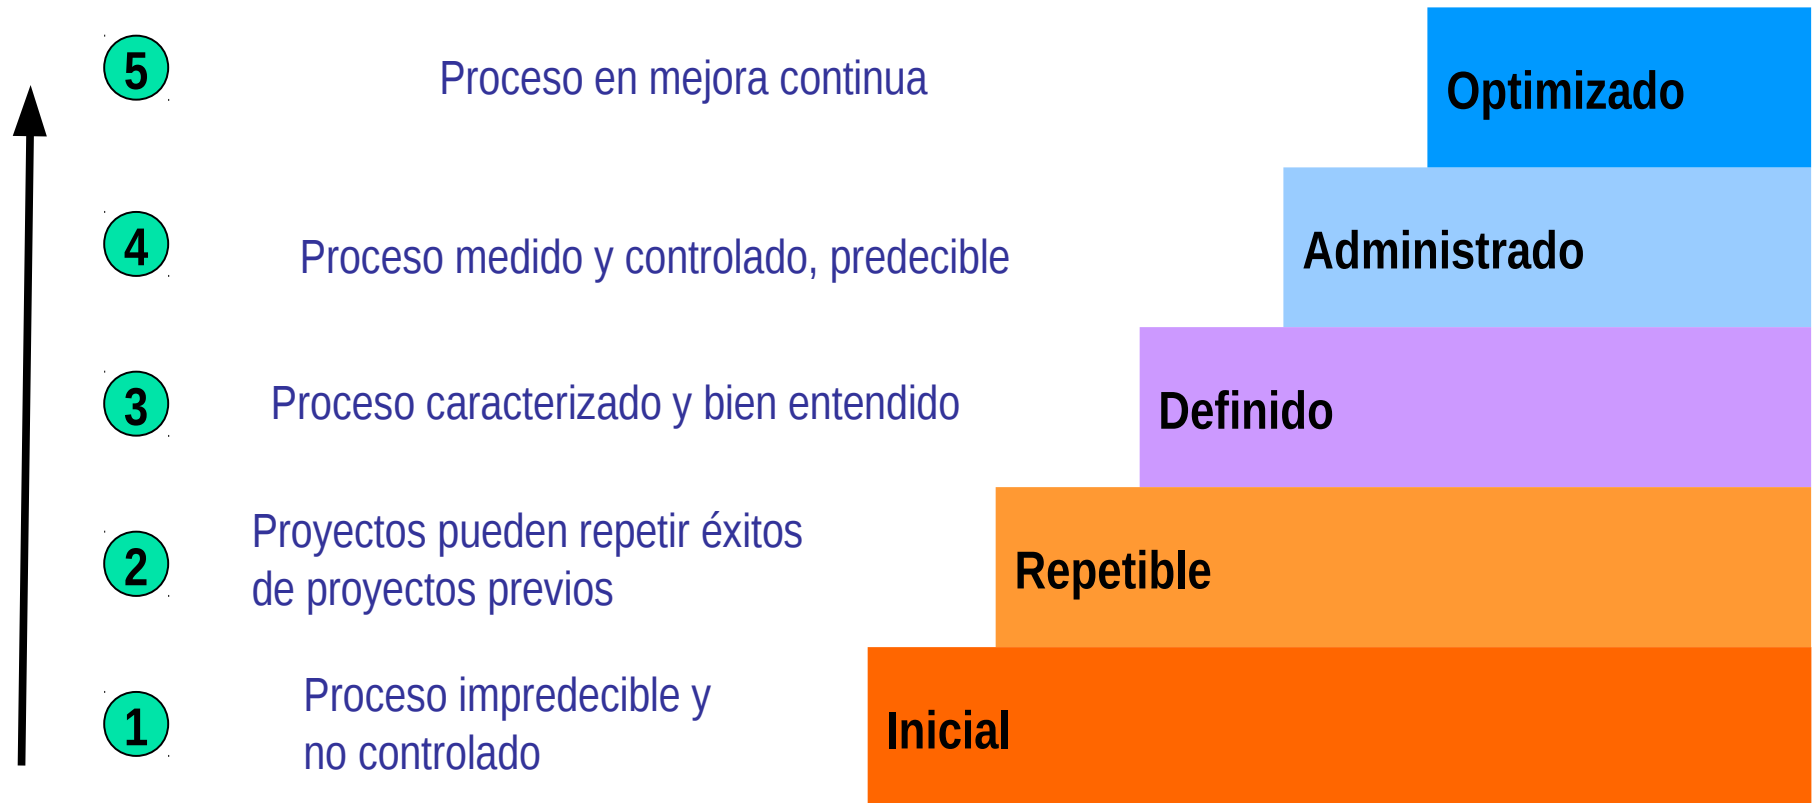 5
Proceso en mejora continua
Optimizado
4
Proceso medido y controlado, predecible
Administrado
3
Proceso caracterizado y bien entendido
Definido
2
Proyectos pueden repetir éxitos
de proyectos previos
Repetible
1
Proceso impredecible y
no controlado
Inicial